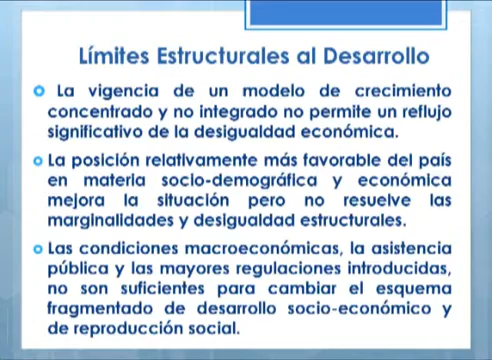 Límites Estructurales al Desarrollo
La vigencia de un modelo de crecimiento
concentrado y no integrado no permite un reflujo
significativo de la desigualdad económica.
La posición relativamente más favorable del país
en materia socio-demográfica y económica
mejora la situación pero no resuelve las
marginalidades y desigualdad estructurales.
Las condiciones macroeconómicas, la asistencia
pública y las mayores regulaciones introducidas,
no son suficientes para cambiar el esquema
fragmentado de desarrollo socio-económico y
de reproducción social.